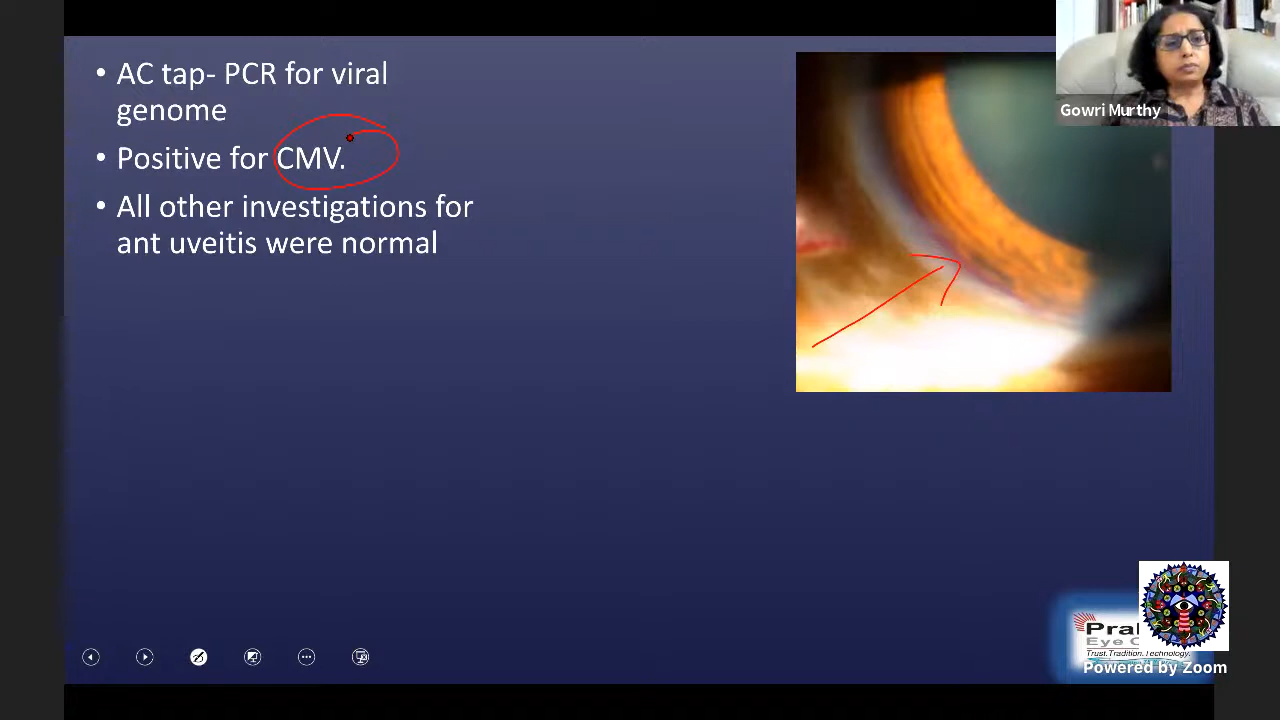 • AC tap- PCR for viral
genome
• Positive for CMV.
• All other investigations for
ant uveitis were normal
Gowri Murthy
Eye
Trust.Tradition.Technology.
Powered by Zoom